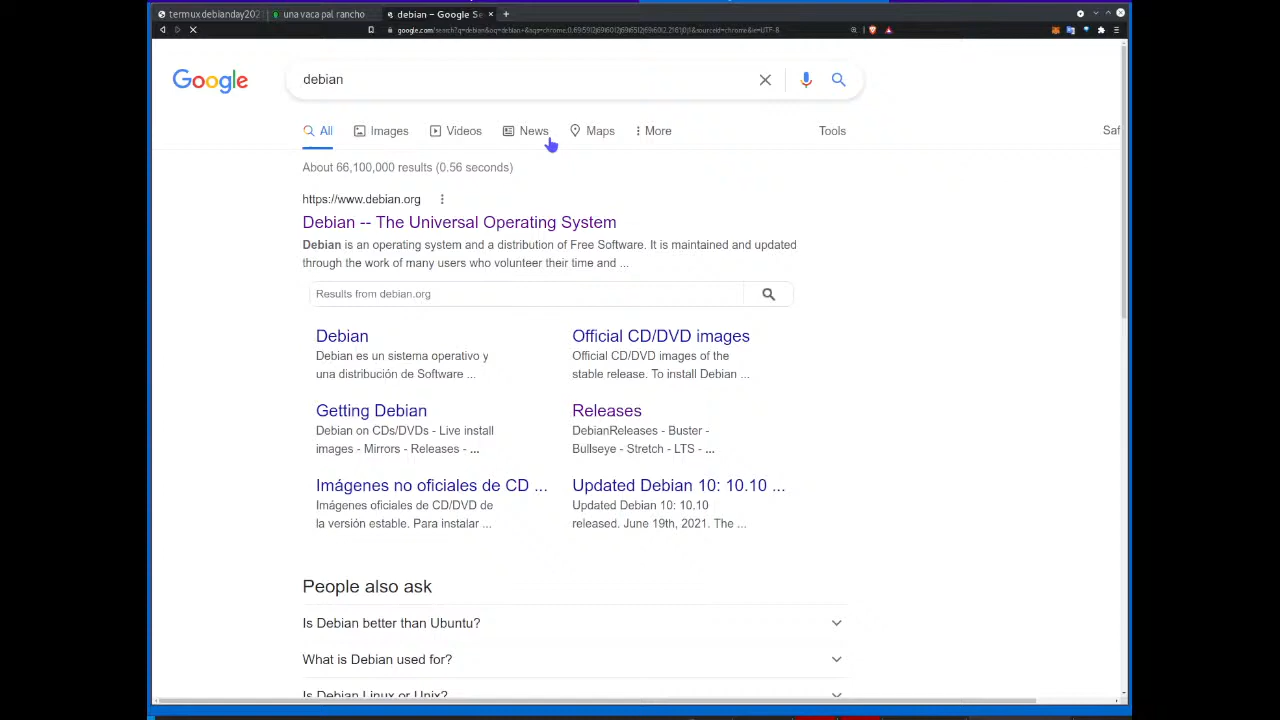 termux debianday202
una vaca pal rancho
debian – Google Se
Google
debian
All
Images
Videos
News
Maps
More
Tools
Saf
About 66,100,000 results (0.56 seconds)
https://www.debian.org
Debian -- The Universal Operating System
Debian is an operating system and a distribution of Free Software. It is maintained and updated
through the work of many users who volunteer their time and ...
Results from debian.org
Debian
Debian es un sistema operativo y
una distribución de Software ...
Official CD/DVD images
Official CD/DVD images of the
stable release. To install Debian ...
Getting Debian
Debian on CDs/DVDs - Live install
images - Mirrors - Releases - ...
Releases
DebianReleases - Buster -
Bullseye - Stretch - LTS - ...
Imágenes no oficiales de CD ...
Imágenes oficiales de CD/DVD de
la versión estable. Para instalar ...
Updated Debian 10: 10.10 ...
Updated Debian 10: 10.10
released. June 19th, 2021. The ...
People also ask
Is Debian better than Ubuntu?
What is Debian used for?
Is Debian Linux or Unix?